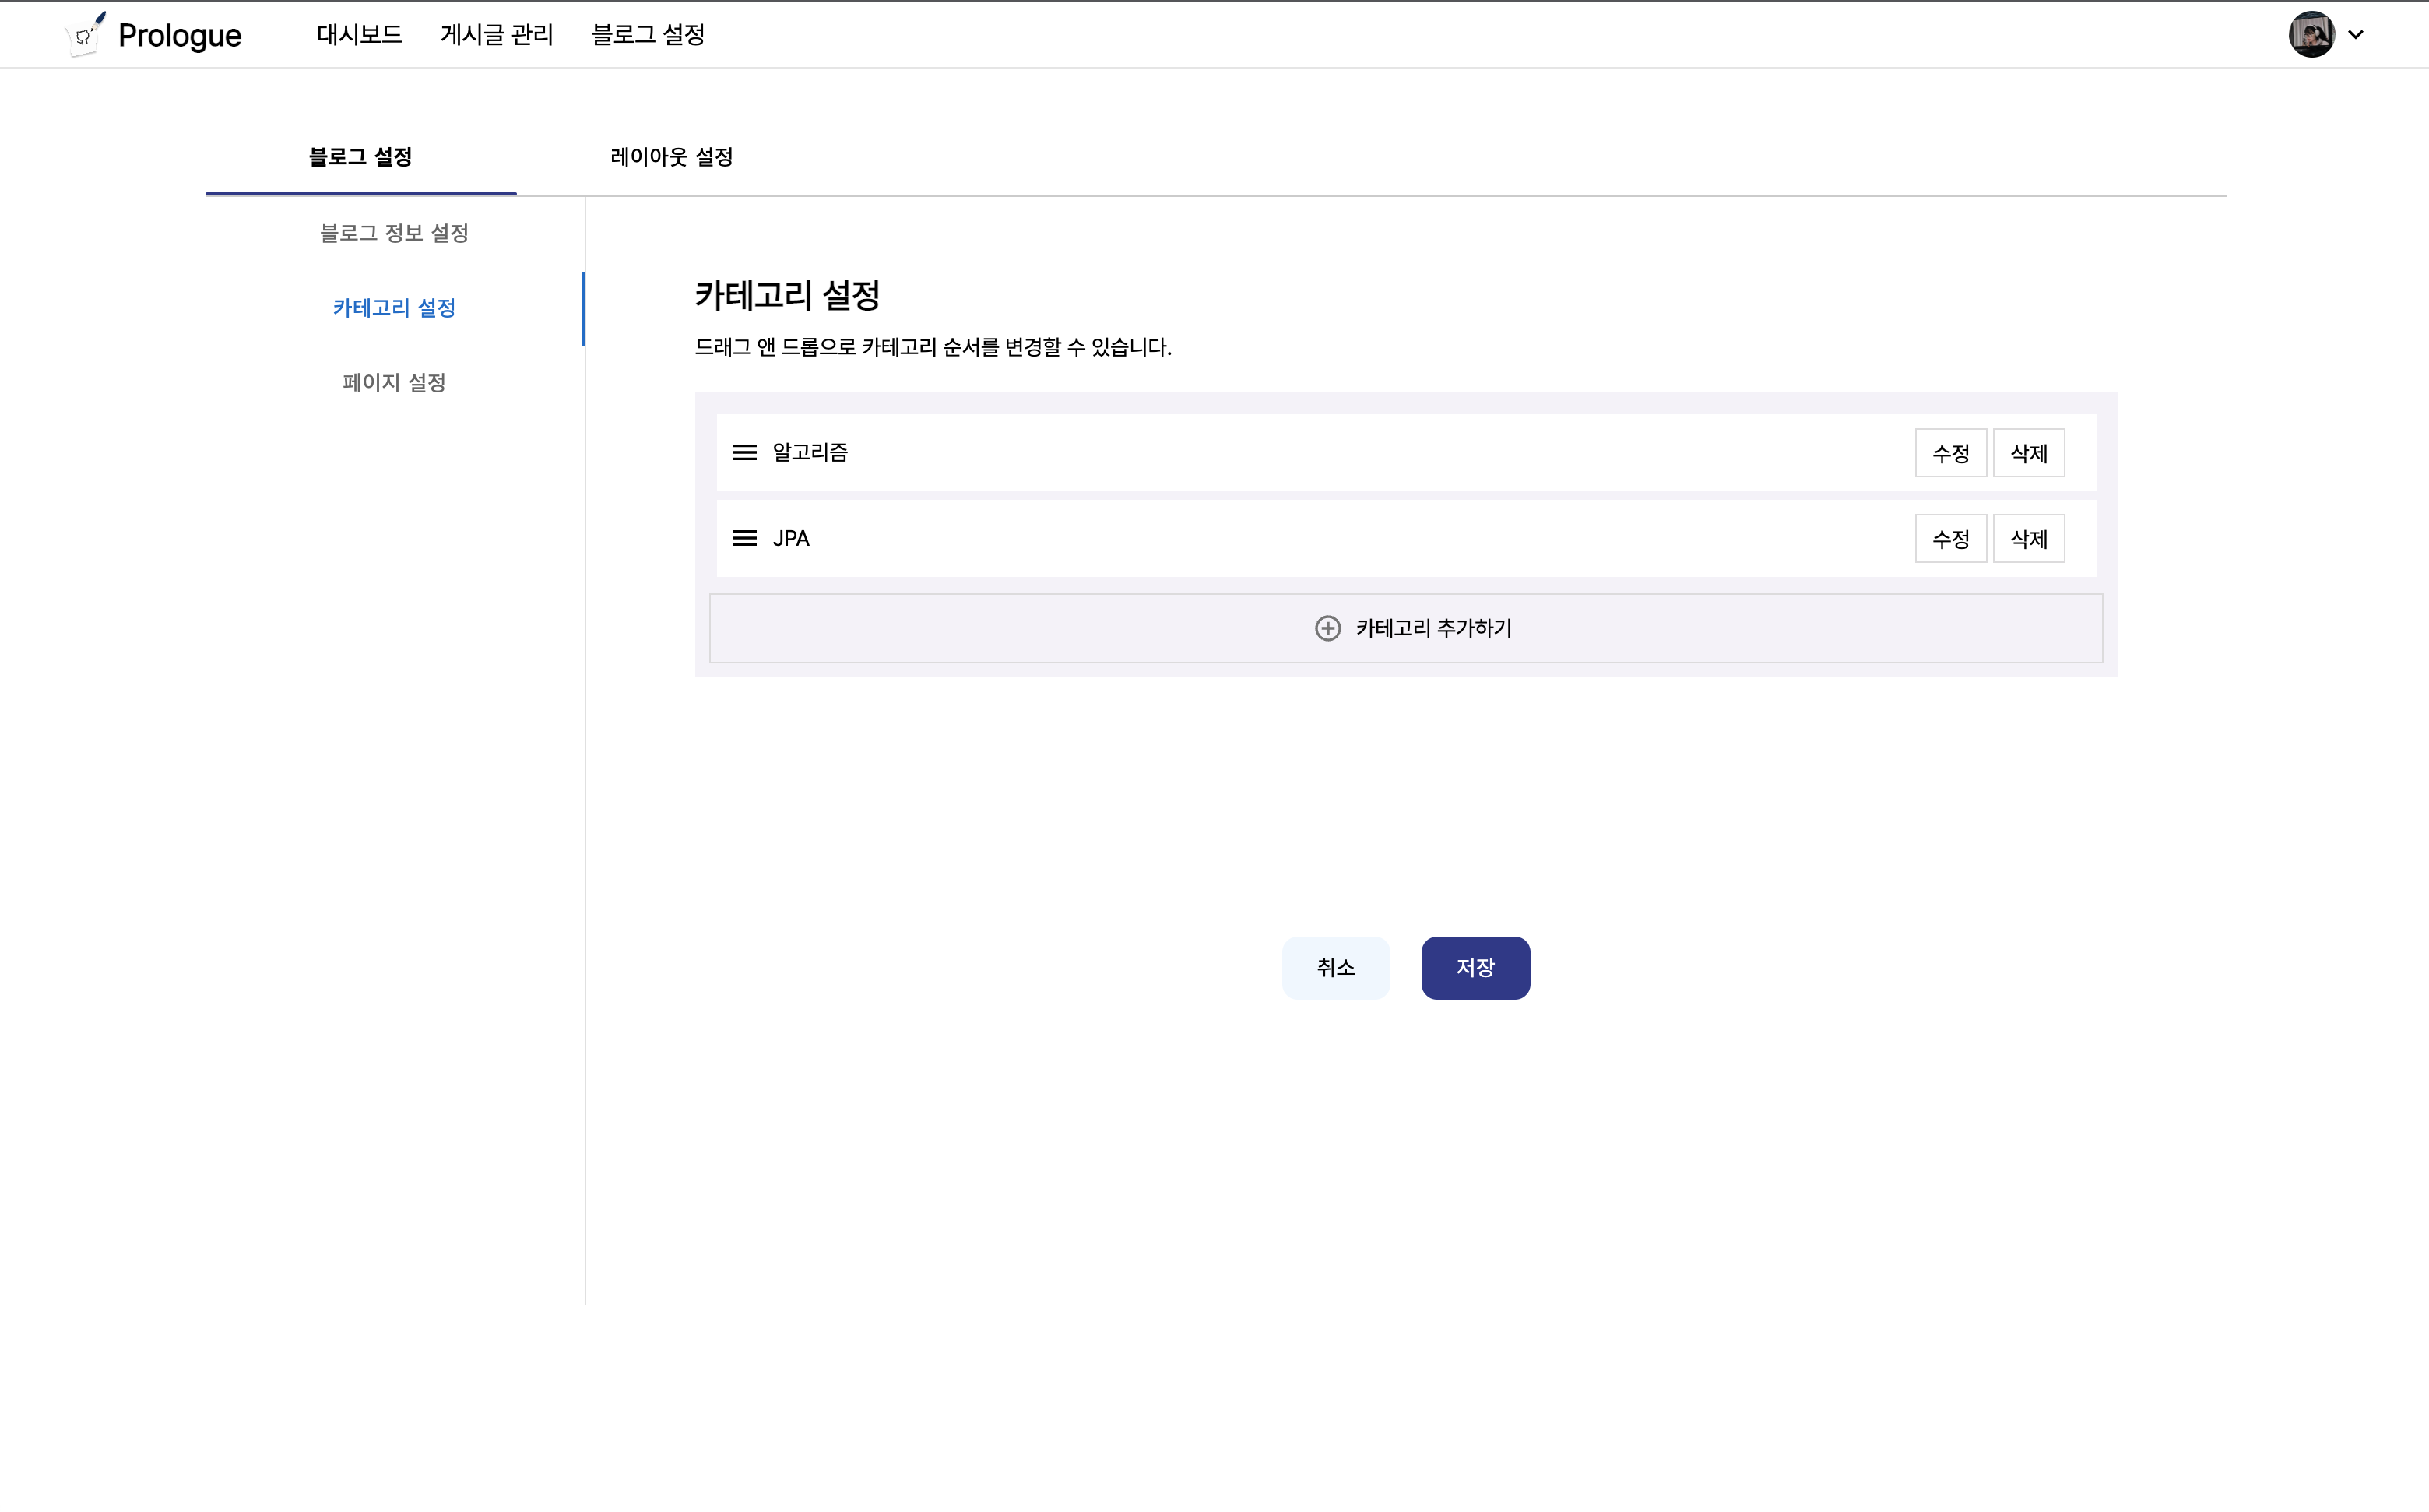 Prologue 대시보드 게시글 관리 블로그 설정
블로그 설정 레이아웃 설정
블로그 정보 설정
카테고리 설정
페이지 설정
카테고리 설정
드래그 앤 드롭으로 카테고리 순서를 변경할 수 있습니다.
알고리즘 수정 삭제
JPA 수정 삭제
카테고리 추가하기
취소 저장